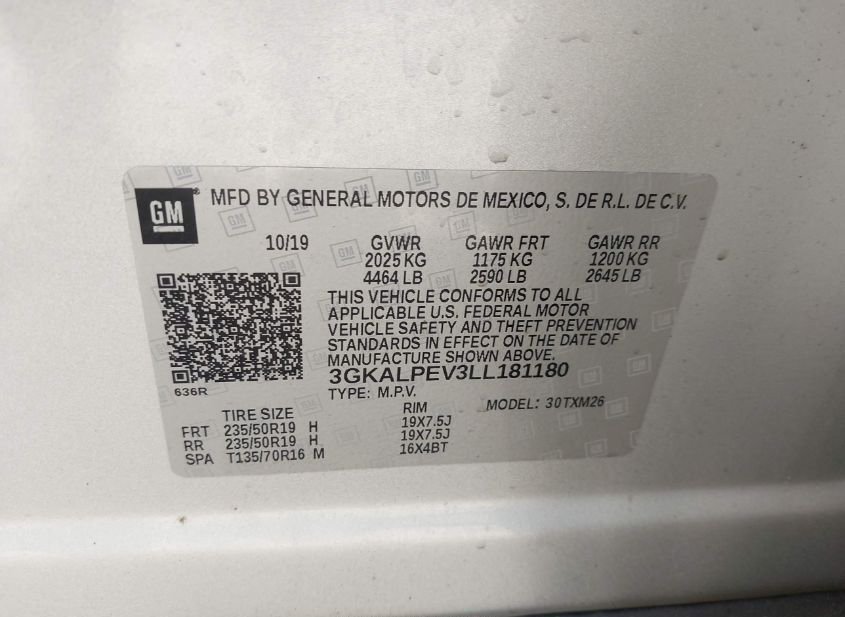 GM® MFD BY GENERAL MOTORS DE MEXICO, S. DE R.L. DE C.V.
10/19 GVWR GAWR FRT GAWR RR
2025 KG 1175 KG 1200 KG
4464 LB 2590 LB 2645 LB
THIS VEHICLE CONFORMS TO ALL
APPLICABLE U.S. FEDERAL MOTOR
VEHICLE SAFETY AND THEFT PREVENTION
STANDARDS IN EFFECT ON THE DATE OF
MANUFACTURE SHOWN ABOVE.
3GKALPEV3LL181180
636R
TYPE: M.P.V. MODEL: 30TXM26
TIRE SIZE RIM
FRT 235/50R19 H 19X7.5J
RR 235/50R19 H 19X7.5J
SPA T135/70R16 M 16X4BT